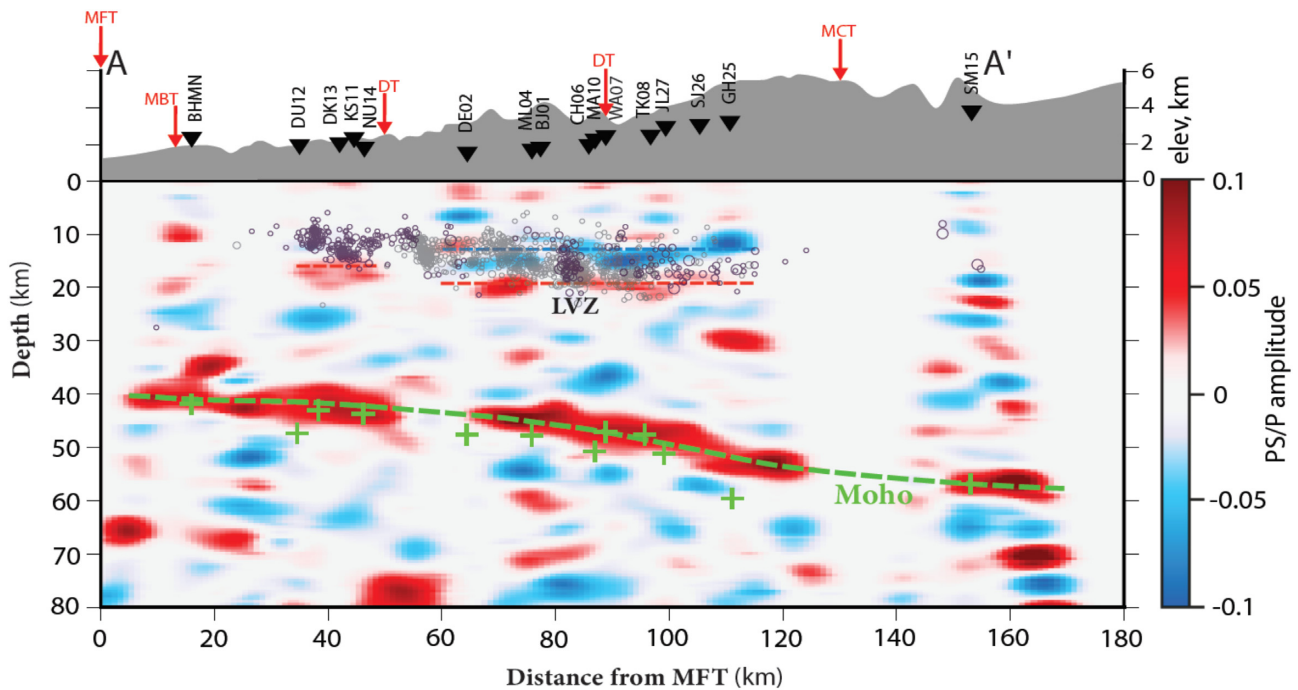 MFT
A
MBT
BHMN
DU12
DK13
KS11
NU14
DT
DE02
ML04
BJ01
CH06
MA10
DT
WA07
TK08
JL27
SJ26
GH25
MCT
A'
SM15
6
4
2
0
elev, km
0
10
20
30
40
50
60
70
80
Depth (km)
LVZ
Moho
0.1
0.05
0
-0.05
-0.1
PS/P amplitude
0 20 40 60 80 100 120 140 160 180
Distance from MFT (km)